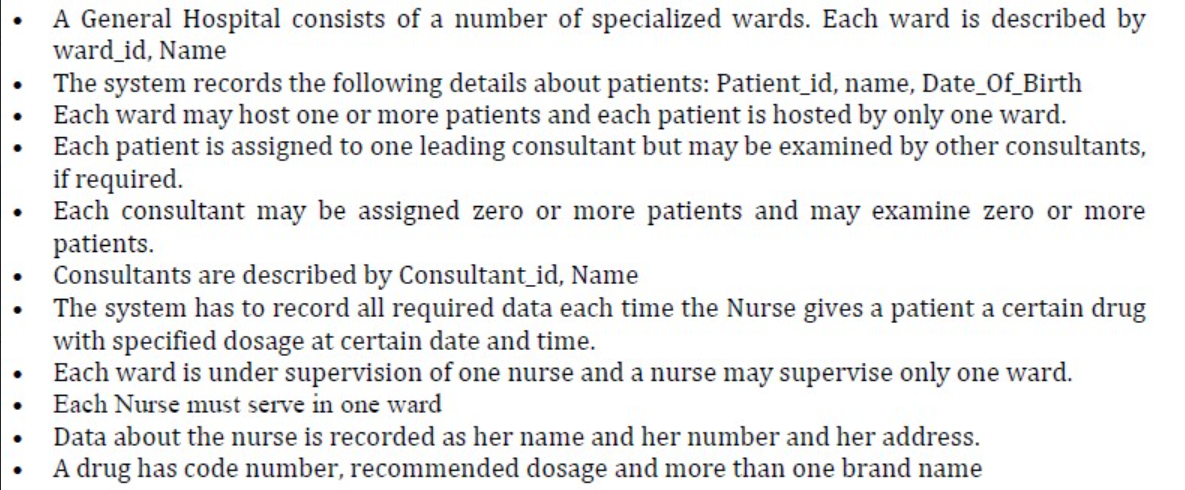 • A General Hospital consists of a number of specialized wards. Each ward is described by
ward_id, Name
• The system records the following details about patients: Patient_id, name, Date_Of_Birth
• Each ward may host one or more patients and each patient is hosted by only one ward.
• Each patient is assigned to one leading consultant but may be examined by other consultants,
if required.
• Each consultant may be assigned zero or more patients and may examine zero or more
patients.
• Consultants are described by Consultant_id, Name
• The system has to record all required data each time the Nurse gives a patient a certain drug
with specified dosage at certain date and time.
• Each ward is under supervision of one nurse and a nurse may supervise only one ward.
• Each Nurse must serve in one ward
• Data about the nurse is recorded as her name and her number and her address.
• A drug has code number, recommended dosage and more than one brand name